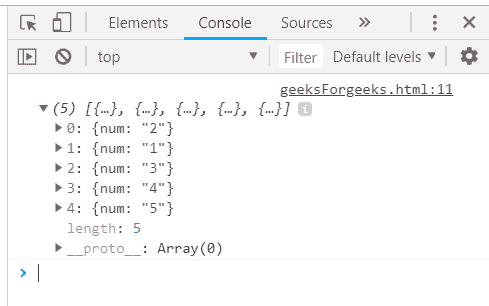 Elements Console Sources »
top Filter Default levels
geeksForgeeks.html:11
(5) [{…}, {…}, {…}, {…}, {…}] i
0: {num: "2"}
1: {num: "1"}
2: {num: "3"}
3: {num: "4"}
4: {num: "5"}
length: 5
__proto__: Array(0)